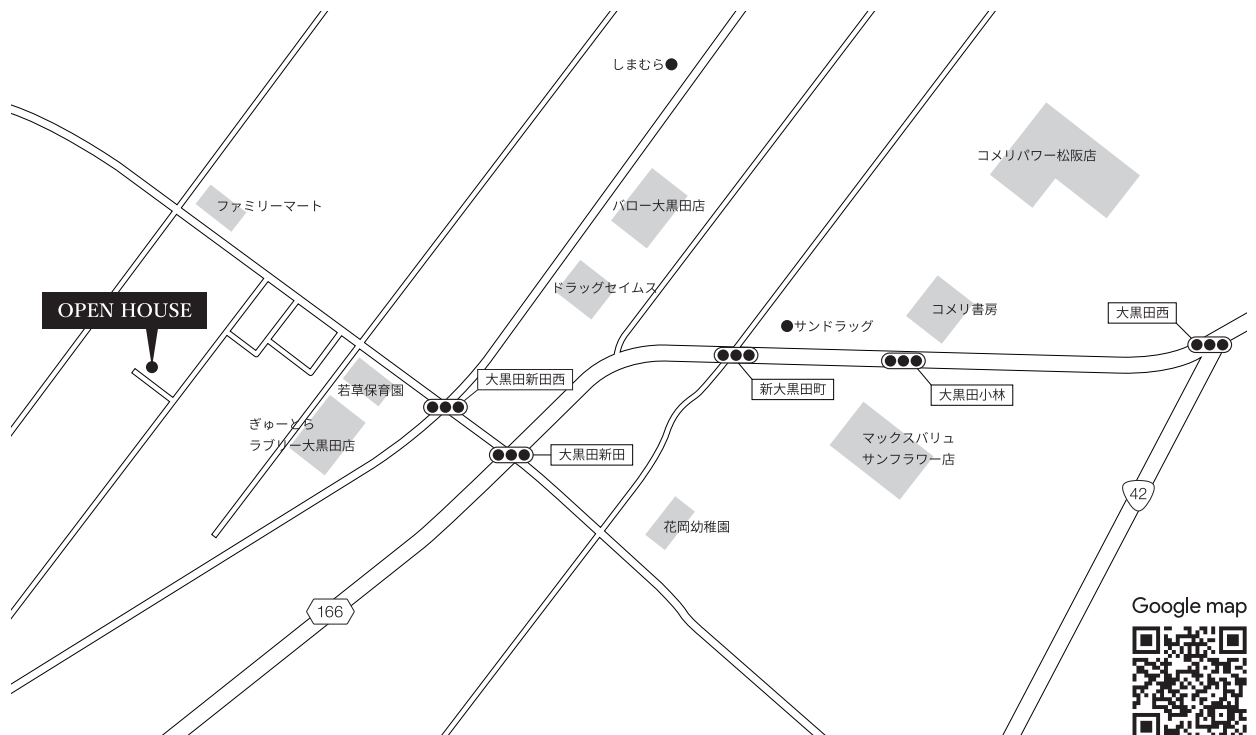 しまむら
コメリパワー松阪店
ファミリーマート
バロー大黒田店
ドラッグセイムス
OPEN HOUSE
コメリ書房
大黒田西
サンドラッグ
大黒田新田西
新大黒田町
大黒田小林
若草保育園
ぎゅーとら
ラブリー大黒田店
マックスバリュ
サンフラワー店
大黒田新田
42
花岡幼稚園
166
Google map